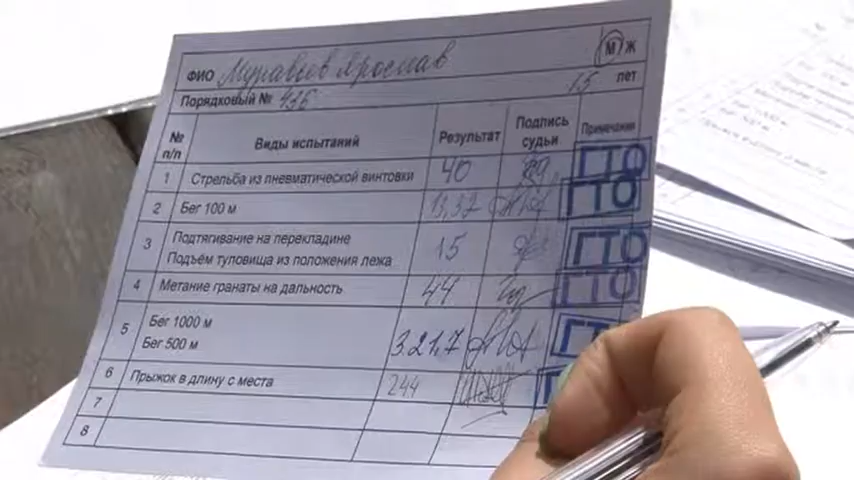 ФИО Муравьов Ярослав М Ж
Порядковый № 436 15 лет
№ п/п Виды испытаний Результат Подпись судьи Примечание
1 Стрельба из пневматической винтовки 40 ГТО
2 Бег 100 м 13,37 ГТО
3 Подтягивание на перекладине
Подъём туловища из положения лежа 15 ГТО
4 Метание гранаты на дальность 44 ГТО
5 Бег 1000 м
Бег 500 м 3.21,7
6 Прыжок в длину с места 244
7
8